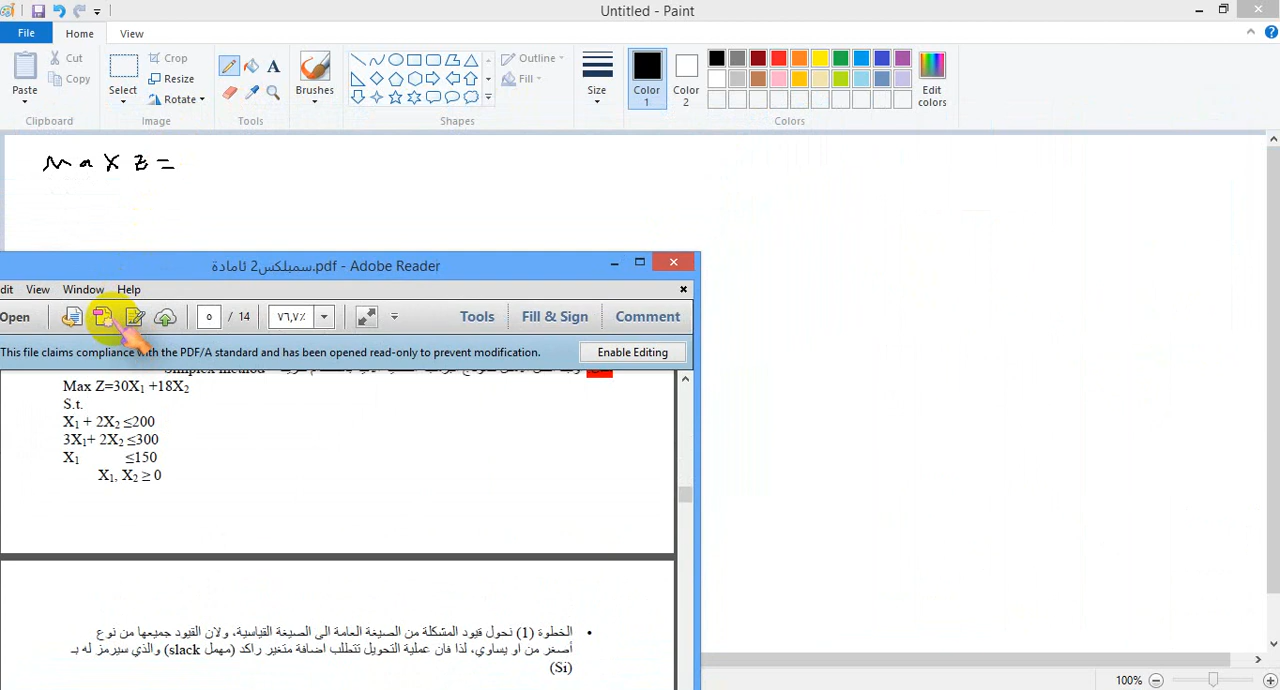 Untitled - Paint
File
Home
View
Paste
Cut
Copy
Clipboard
Select
Crop
Resize
Rotate
Image
A
Tools
Brushes
Outline
Fill
Shapes
Size
Color 1
Color 2
Edit colors
Colors
Max Z =
سمبلكس2 ئامادة.pdf - Adobe Reader
dit View Window Help
Open
٥ / 14
٧٦,٧٪
Tools
Fill & Sign
Comment
This file claims compliance with the PDF/A standard and has been opened read-only to prevent modification.
Enable Editing
Simplex method
Max Z=30X₁ +18X₂
S.t.
X₁ + 2X₂ ≤200
3X₁+ 2X₂ ≤300
X₁ ≤150
X₁, X₂ ≥ 0
• الخطوة (1) نحول قيود المشكلة من الصيغة العامة الى الصيغة القياسية، ولان القيود جميعها من نوع
أصغر من او يساوي، لذا فان عملية التحويل تتطلب اضافة متغير راكد (مهمل slack) والذي سيرمز له بـ
(Si)
100%